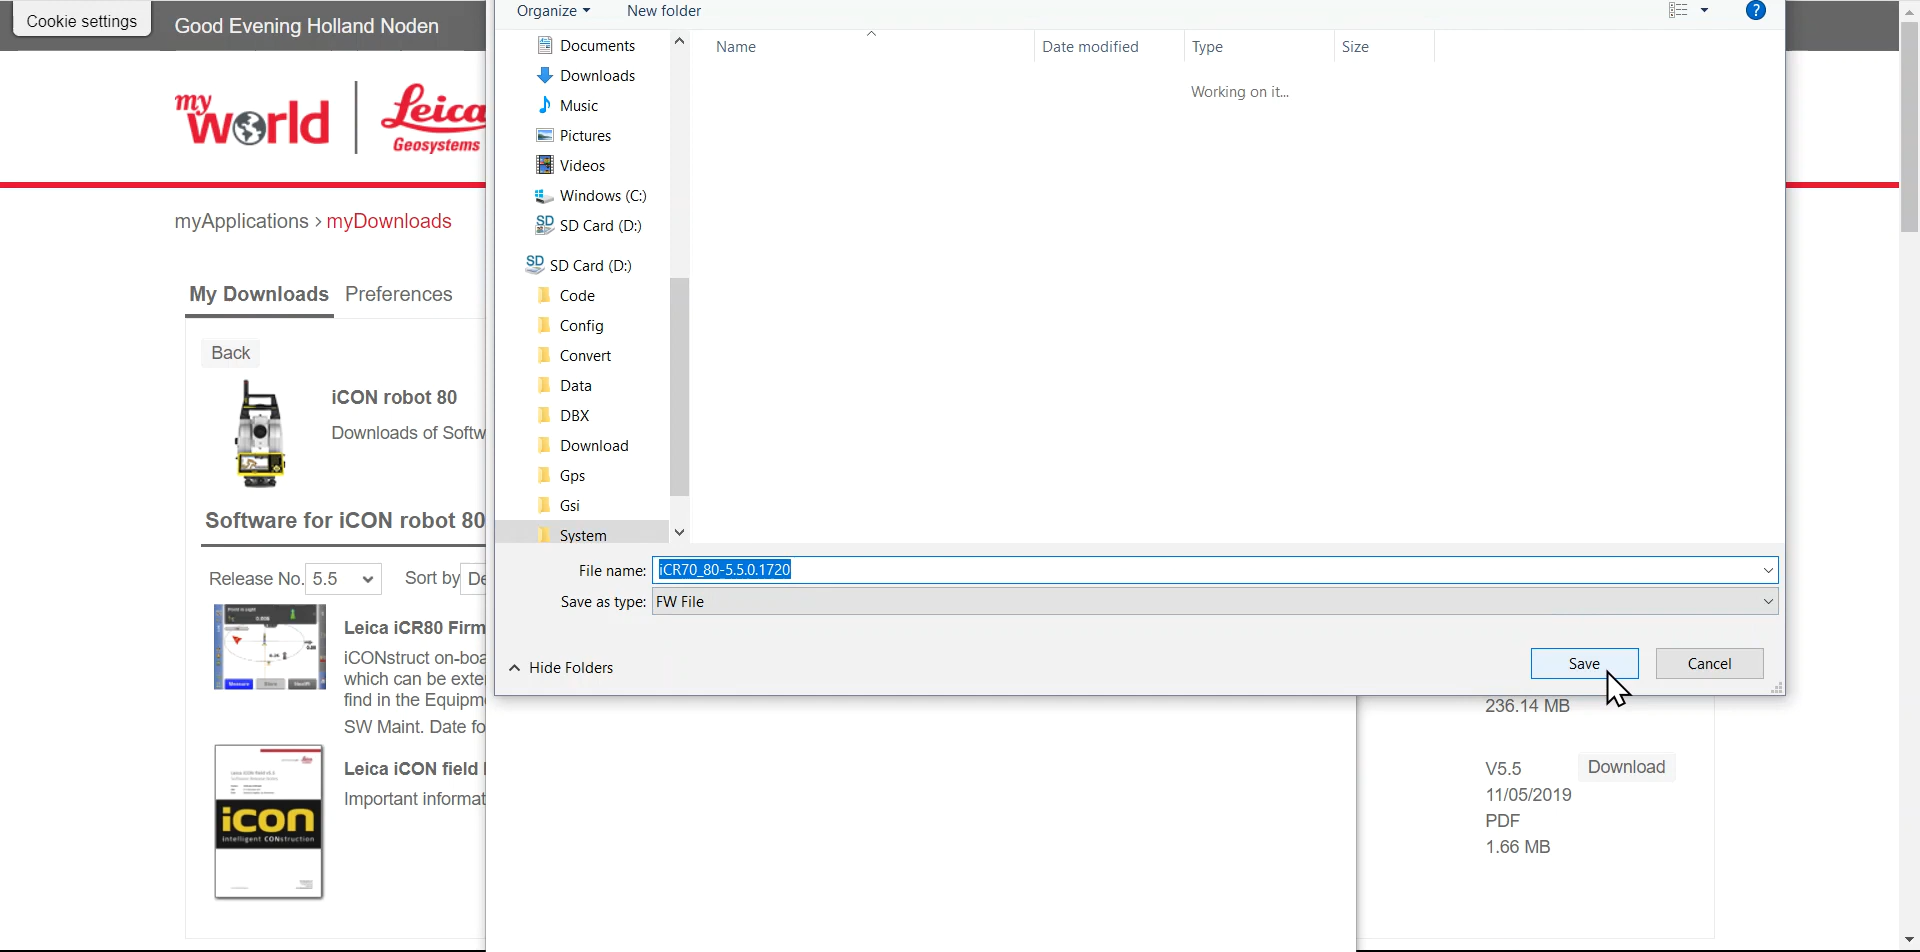 Cookie settings
Good Evening Holland Noden
my
world
Leica
Geosystems
myApplications > myDownloads
My Downloads Preferences
Back
iCON robot 80
Downloads of Softw
Software for iCON robot 80
Release No. 5.5 Sort by De
Leica iCR80 Firm
iCONstruct on-boa
which can be exte
find in the Equipm
SW Maint. Date fo
Leica iCON field
Important informat
icon
intelligent CONstruction
Organize New folder
?
Documents
Downloads
Music
Pictures
Videos
Windows (C:)
SD Card (D:)
SD Card (D:)
Code
Config
Convert
Data
DBX
Download
Gps
Gsi
System
Name Date modified Type Size
Working on it...
File name: iCR70_80-5.5.0.1720
Save as type: FW File
Hide Folders
Save Cancel
236.14 MB
V5.5 Download
11/05/2019
PDF
1.66 MB